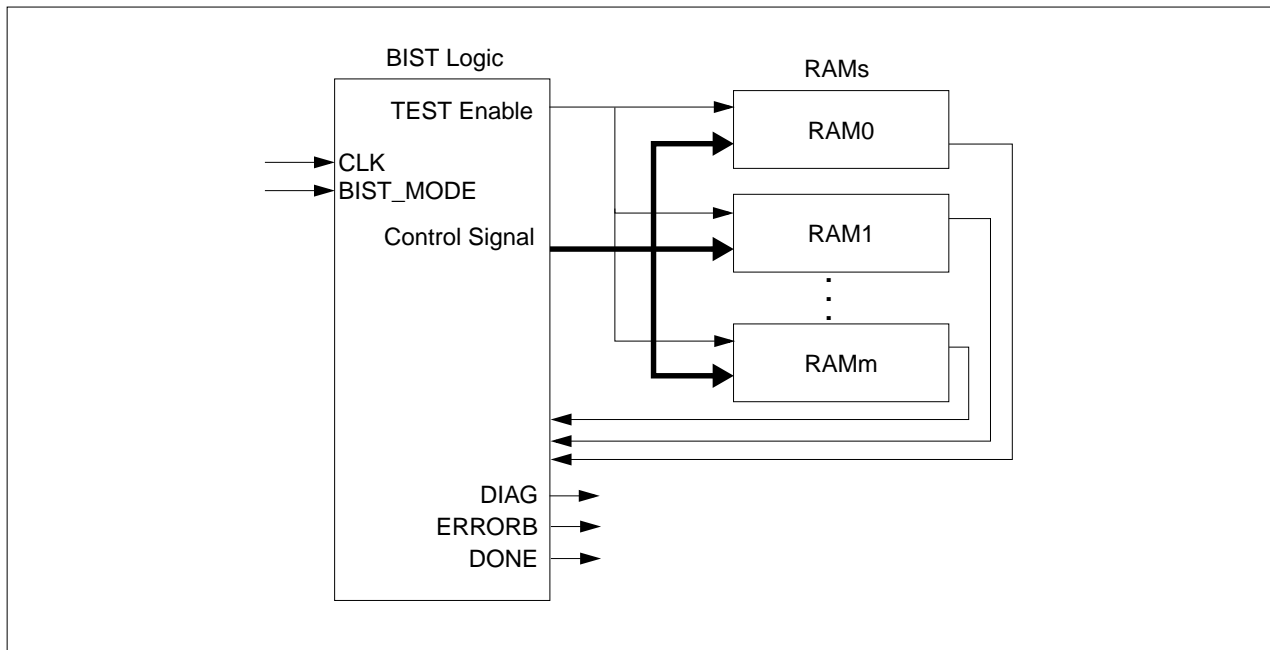 BIST Logic
RAMs
TEST Enable
RAM0
CLK
BIST_MODE
Control Signal
RAM1
RAMm
DIAG
ERRORB
DONE